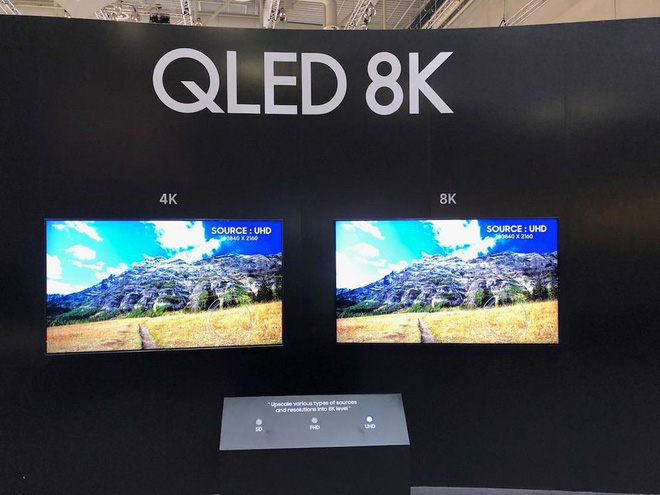 QLED 8K
4K
8K
SOURCE : UHD
3840 X 2160
SOURCE : UHD
3840 X 2160
" Upscale various types of sources
and resolutions into 8K level "
SD
FHD
UHD